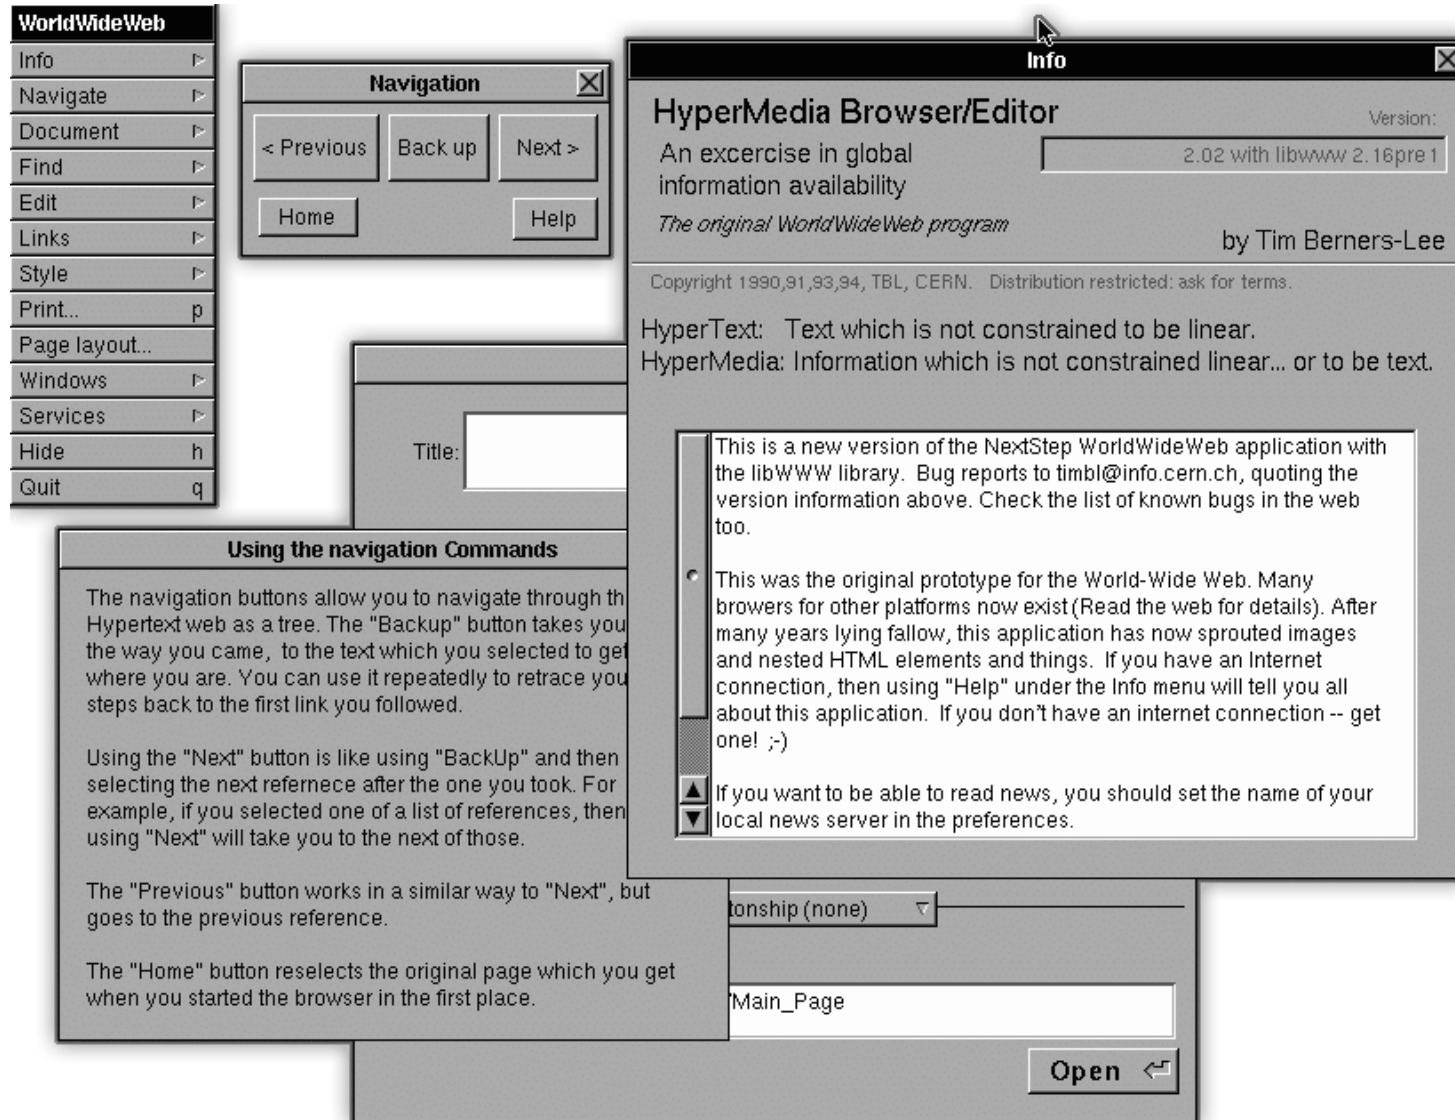 WorldWideWeb
Info
Navigate
Document
Find
Edit
Links
Style
Print... p
Page layout...
Windows
Services
Hide h
Quit q
Navigation
< Previous Back up Next >
Home Help
Info
HyperMedia Browser/Editor
Version:
An excercise in global
information availability
2.02 with libwww 2.16pre1
The original WorldWideWeb program
by Tim Berners-Lee
Copyright 1990,91,93,94, TBL, CERN. Distribution restricted: ask for terms.
HyperText: Text which is not constrained to be linear.
HyperMedia: Information which is not constrained linear... or to be text.
This is a new version of the NextStep WorldWideWeb application with
the libWWW library. Bug reports to timbl@info.cern.ch, quoting the
version information above. Check the list of known bugs in the web
too.
This was the original prototype for the World-Wide Web. Many
browers for other platforms now exist (Read the web for details). After
many years lying fallow, this application has now sprouted images
and nested HTML elements and things. If you have an Internet
connection, then using "Help" under the Info menu will tell you all
about this application. If you don't have an internet connection -- get
one! ;-)
If you want to be able to read news, you should set the name of your
local news server in the preferences.
Title:
Using the navigation Commands
The navigation buttons allow you to navigate through th
Hypertext web as a tree. The "Backup" button takes you
the way you came, to the text which you selected to get
where you are. You can use it repeatedly to retrace you
steps back to the first link you followed.
Using the "Next" button is like using "BackUp" and then
selecting the next refernece after the one you took. For
example, if you selected one of a list of references, then
using "Next" will take you to the next of those.
The "Previous" button works in a similar way to "Next", but
goes to the previous reference.
The "Home" button reselects the original page which you get
when you started the browser in the first place.
tonship (none)
/Main_Page
Open